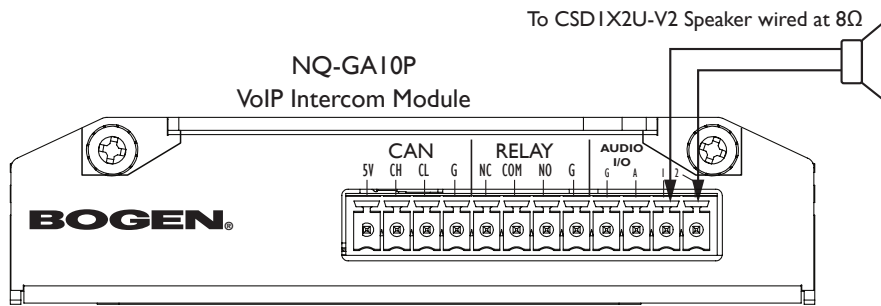 To CSD1X2U-V2 Speaker wired at 8Ω
NQ-GA10P
VoIP Intercom Module
CAN RELAY AUDIO I/O
5V CH CL G NC COM NO G G A 1 2
BOGEN®